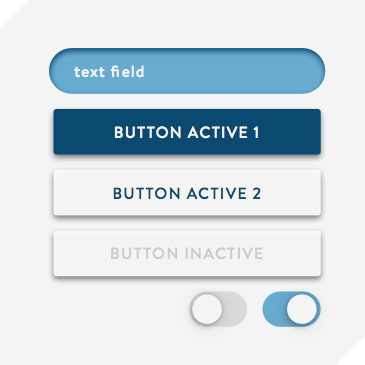 text field
BUTTON ACTIVE 1
BUTTON ACTIVE 2
BUTTON INACTIVE